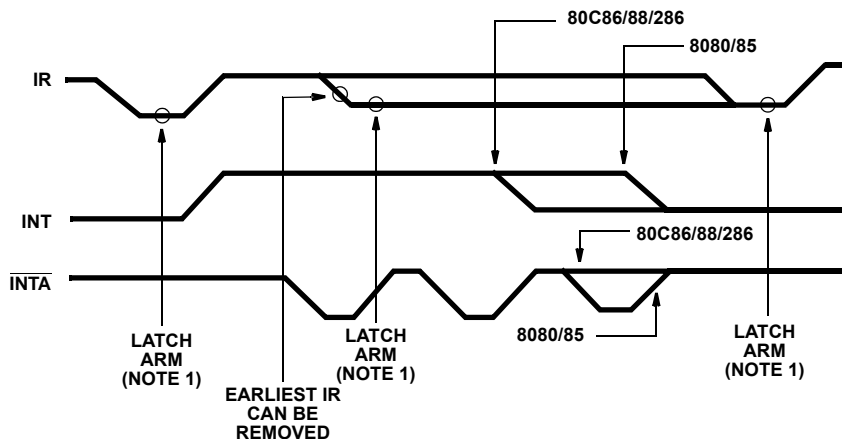 80C86/88/286
8080/85
IR
INT
80C86/88/286
INTA
8080/85
LATCH
ARM
(NOTE 1)
EARLIEST IR
CAN BE
REMOVED
LATCH
ARM
(NOTE 1)
LATCH
ARM
(NOTE 1)